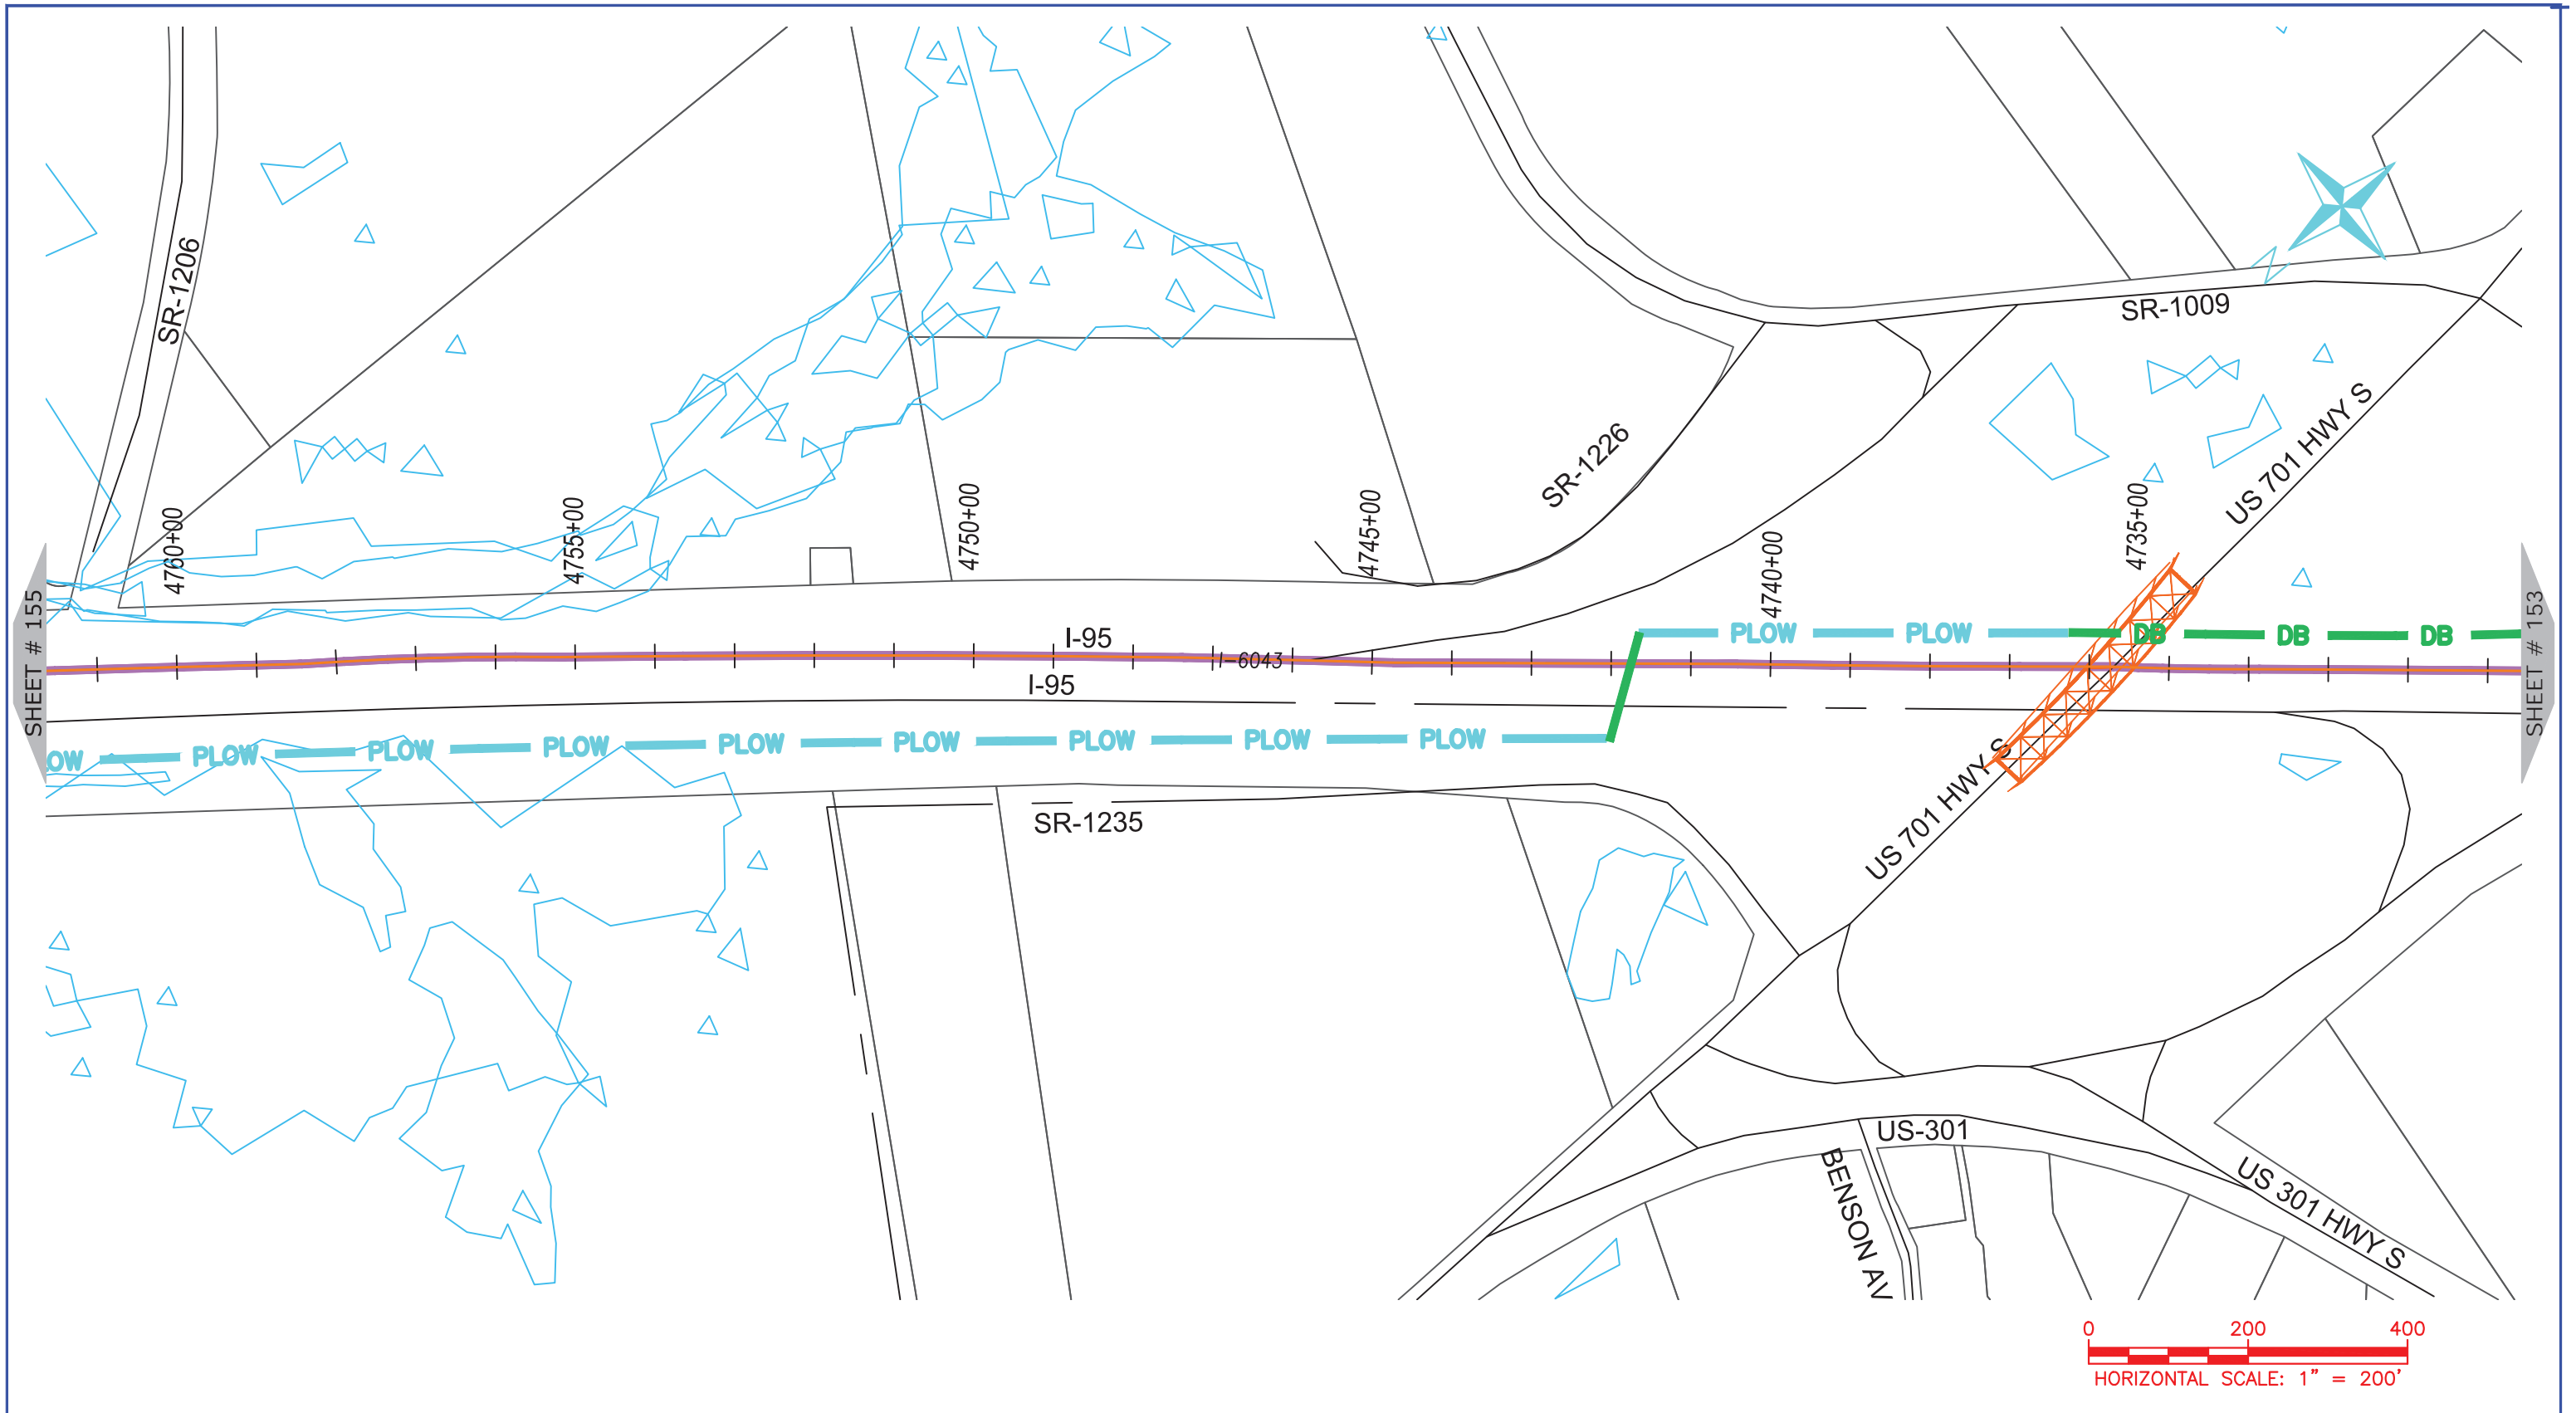 SR-1206
SR-1009
SR-1226
US 701 HWY S
4760+00
4755+00
4750+00
4745+00
4740+00
4735+00
SHEET # 155
SHEET # 153
I-95
I-6043
I-95
PLOW PLOW DB DB DB
OW PLOW PLOW PLOW PLOW PLOW PLOW PLOW PLOW
US 701 HWY S
SR-1235
US-301
BENSON AV
US 301 HWY S
0 200 400
HORIZONTAL SCALE: 1" = 200'